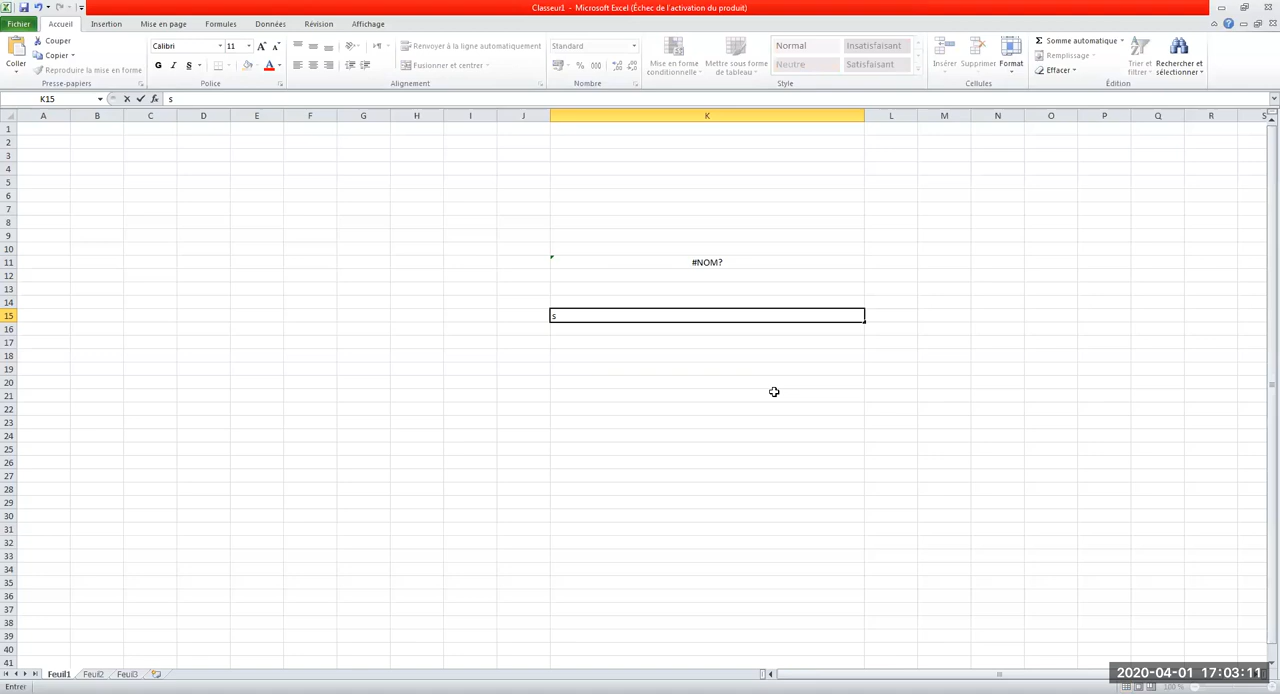 Classeur1 - Microsoft Excel (Échec de l'activation du produit)
Fichier Accueil Insertion Mise en page Formules Données Révision Affichage
Coller
Couper
Copier
Reproduire la mise en forme
Presse-papiers
Calibri 11
G I S
Police
Renvoyer à la ligne automatiquement
Fusionner et centrer
Alignement
Standard
% 000
Nombre
Mise en forme conditionnelle
Mettre sous forme de tableau
Normal Insatisfaisant
Neutre Satisfaisant
Style
Insérer Supprimer Format
Cellules
Σ Somme automatique
Remplissage
Effacer
Trier et filtrer
Rechercher et sélectionner
Édition
K15 fx s
A B C D E F G H I J K L M N O P Q R S
1
2
3
4
5
6
7
8
9
10
11 #NOM?
12
13
14
15 s
16
17
18
19
20
21
22
23
24
25
26
27
28
29
30
31
32
33
34
35
36
37
38
39
40
41
Feuil1 Feuil2 Feuil3
2020-04-01 17:03:11
Entrer 100 %